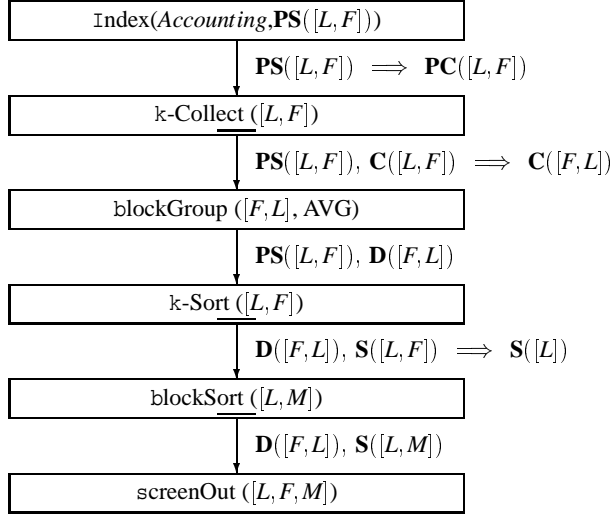 Index(Accounting,PS([L,F]))
PS([L,F]) ⟹ PC([L,F])
k-Collect ([L,F])
PS([L,F]), C([L,F]) ⟹ C([F,L])
blockGroup ([F,L], AVG)
PS([L,F]), D([F,L])
k-Sort ([L,F])
D([F,L]), S([L,F]) ⟹ S([L])
blockSort ([L,M])
D([F,L]), S([L,M])
screenOut ([L,F,M])